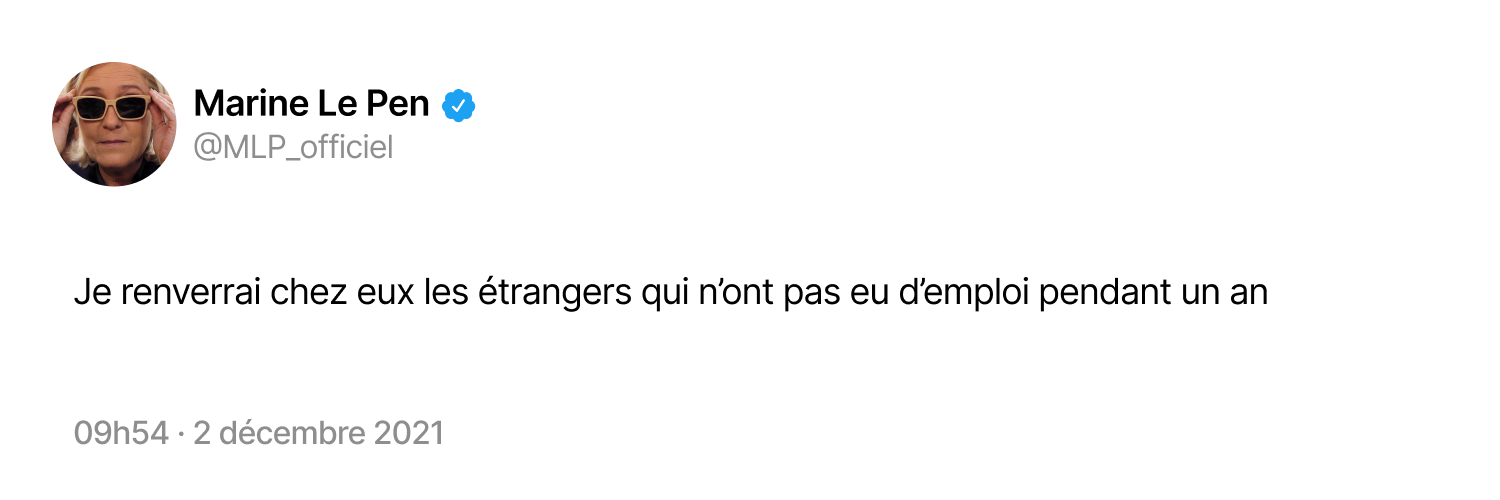 Marine Le Pen
@MLP_officiel
Je renverrai chez eux les étrangers qui n’ont pas eu d’emploi pendant un an
09h54 · 2 décembre 2021